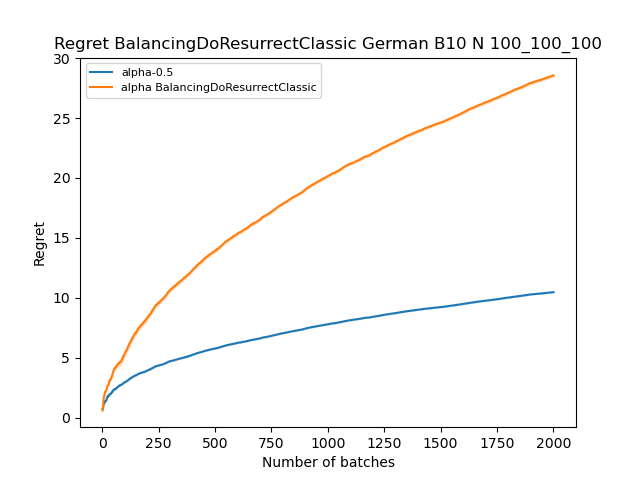 Regret BalancingDoResurrectClassic German B10 N 100_100_100
alpha-0.5
alpha BalancingDoResurrectClassic
30
25
20
15
10
5
0
Regret
0 250 500 750 1000 1250 1500 1750 2000
Number of batches